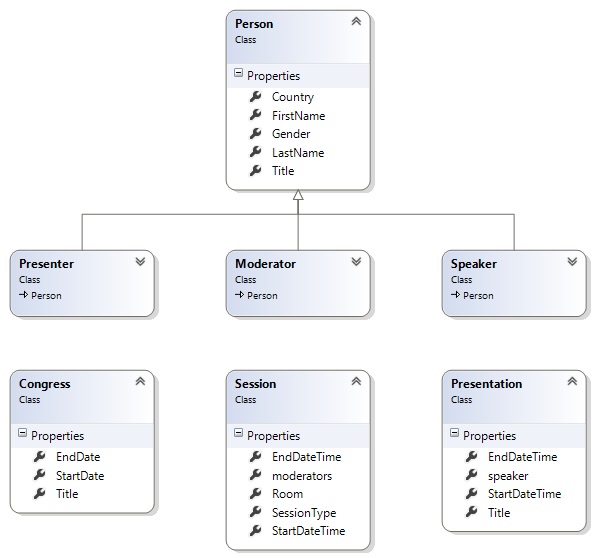 Person
Class
Properties
Country
FirstName
Gender
LastName
Title
Presenter
Class
Person
Moderator
Class
Person
Speaker
Class
Person
Congress
Class
Properties
EndDate
StartDate
Title
Session
Class
Properties
EndDateTime
moderators
Room
SessionType
StartDateTime
Presentation
Class
Properties
EndDateTime
speaker
StartDateTime
Title